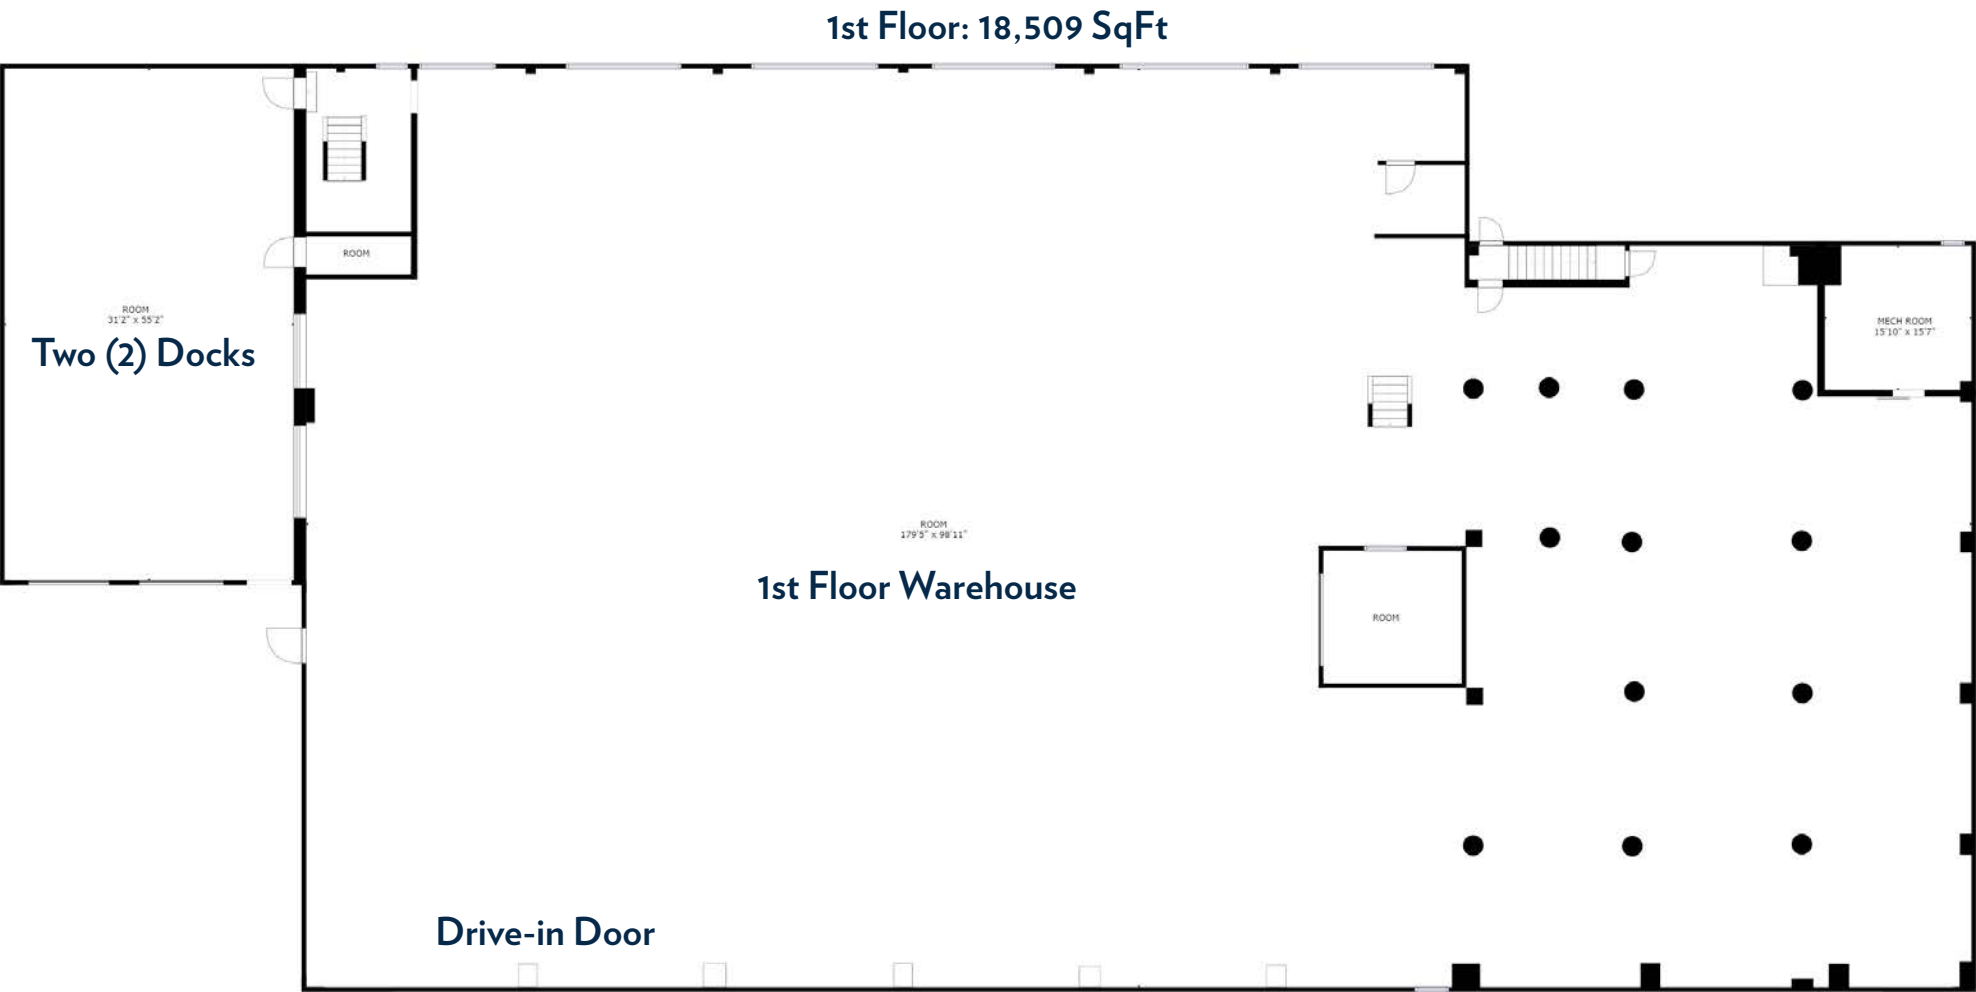 1st Floor: 18,509 SqFt
ROOM
ROOM
31'2" x 55'2"
Two (2) Docks
MECH ROOM
15'10" x 15'7"
ROOM
179'5" x 98'11"
1st Floor Warehouse
ROOM
Drive-in Door